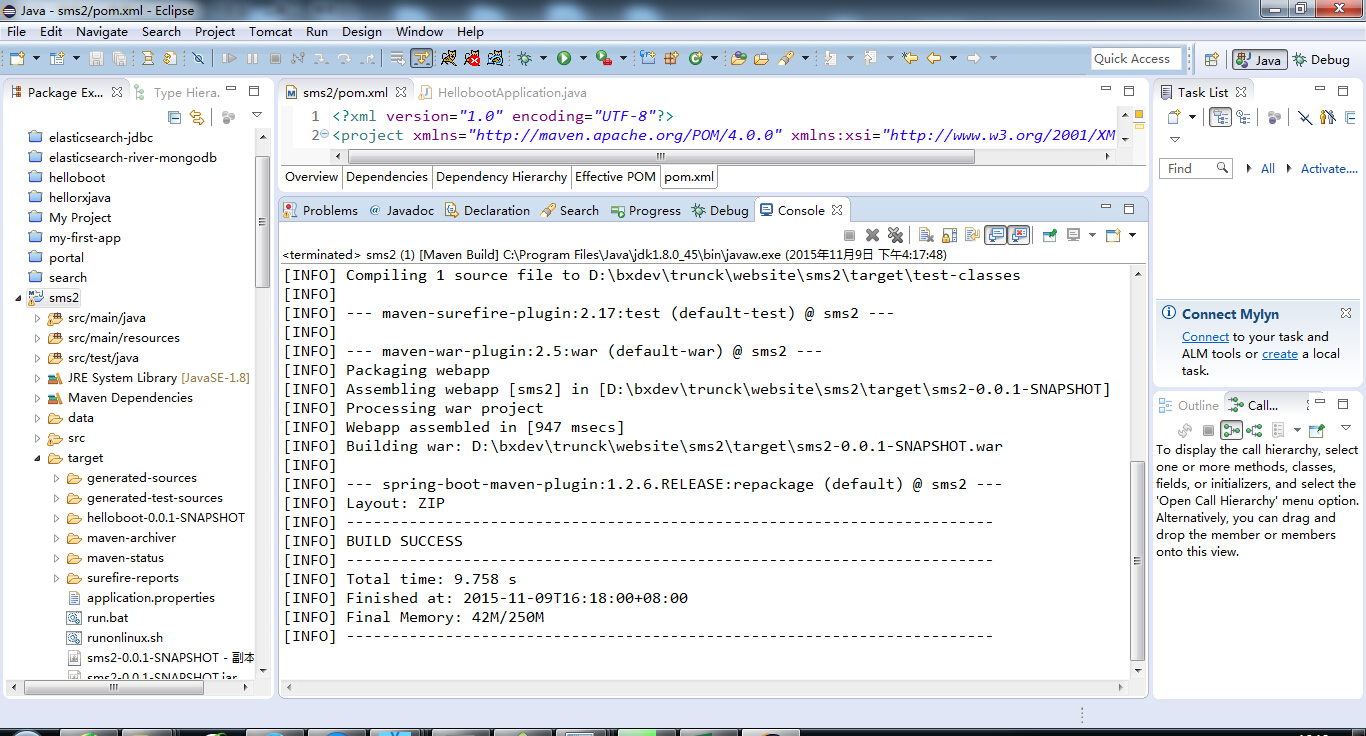 Java - sms2/pom.xml - Eclipse
File Edit Navigate Search Project Tomcat Run Design Window Help
Quick Access
Java
Debug
Package Ex...
Type Hiera.
elasticsearch-jdbc
elasticsearch-river-mongodb
helloboot
hellorxjava
My Project
my-first-app
portal
search
sms2
src/main/java
src/main/resources
src/test/java
JRE System Library [JavaSE-1.8]
Maven Dependencies
data
src
target
generated-sources
generated-test-sources
helloboot-0.0.1-SNAPSHOT
maven-archiver
maven-status
surefire-reports
application.properties
run.bat
runonlinux.sh
sms2-0.0.1-SNAPSHOT - 副本
sms2-0.0.1-SNAPSHOT.jar
sms2/pom.xml
HellobootApplication.java
1 <?xml version="1.0" encoding="UTF-8"?>
2 <project xmlns="http://maven.apache.org/POM/4.0.0" xmlns:xsi="http://www.w3.org/2001/XM
Overview Dependencies Dependency Hierarchy Effective POM pom.xml
Problems @ Javadoc Declaration Search Progress Debug Console
<terminated> sms2 (1) [Maven Build] C:\Program Files\Java\jdk1.8.0_45\bin\javaw.exe (2015年11月9日 下午4:17:48)
[INFO] Compiling 1 source file to D:\bxdev\trunck\website\sms2\target\test-classes
[INFO]
[INFO] --- maven-surefire-plugin:2.17:test (default-test) @ sms2 ---
[INFO]
[INFO] --- maven-war-plugin:2.5:war (default-war) @ sms2 ---
[INFO] Packaging webapp
[INFO] Assembling webapp [sms2] in [D:\bxdev\trunck\website\sms2\target\sms2-0.0.1-SNAPSHOT]
[INFO] Processing war project
[INFO] Webapp assembled in [947 msecs]
[INFO] Building war: D:\bxdev\trunck\website\sms2\target\sms2-0.0.1-SNAPSHOT.war
[INFO]
[INFO] --- spring-boot-maven-plugin:1.2.6.RELEASE:repackage (default) @ sms2 ---
[INFO] Layout: ZIP
[INFO] ------------------------------------------------------------------------
[INFO] BUILD SUCCESS
[INFO] ------------------------------------------------------------------------
[INFO] Total time: 9.758 s
[INFO] Finished at: 2015-11-09T16:18:00+08:00
[INFO] Final Memory: 42M/250M
[INFO] ------------------------------------------------------------------------
Task List
Find
All
Activate....
Connect Mylyn
Connect to your task and
ALM tools or create a local
task.
Outline
Call...
To display the call hierarchy, select
one or more methods, classes,
fields, or initializers, and select the
'Open Call Hierarchy' menu option.
Alternatively, you can drag and
drop the member or members
onto this view.